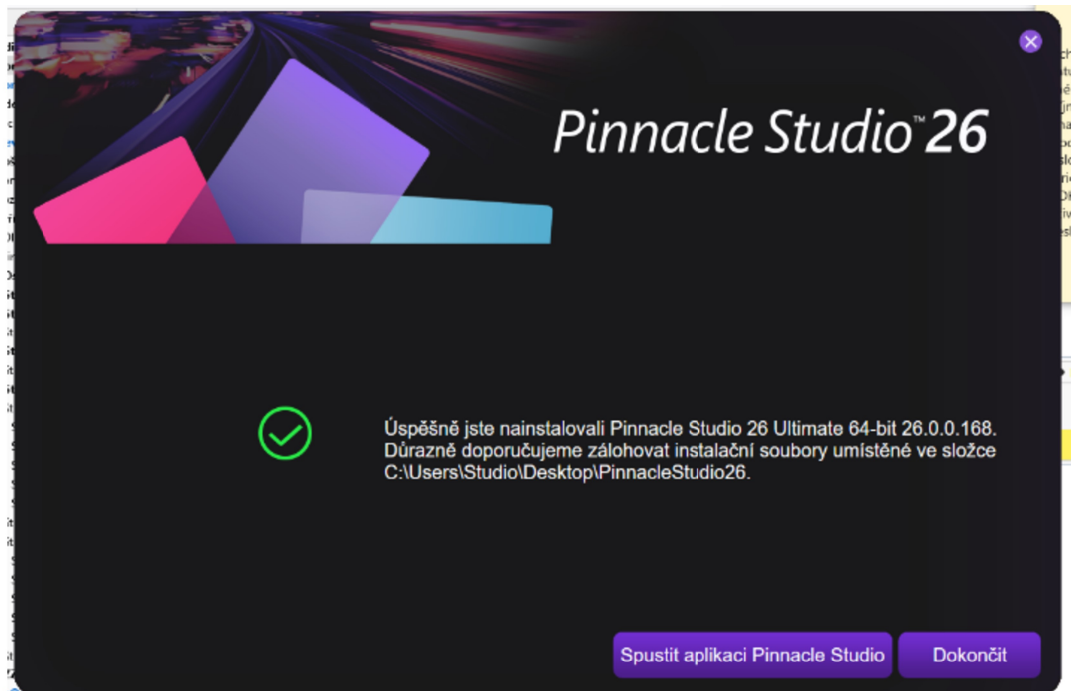 Pinnacle Studio™ 26
Úspěšně jste nainstalovali Pinnacle Studio 26 Ultimate 64-bit 26.0.0.168.
Důrazně doporučujeme zálohovat instalační soubory umístěné ve složce
C:\Users\Studio\Desktop\PinnacleStudio26.
Spustit aplikaci Pinnacle Studio
Dokončit